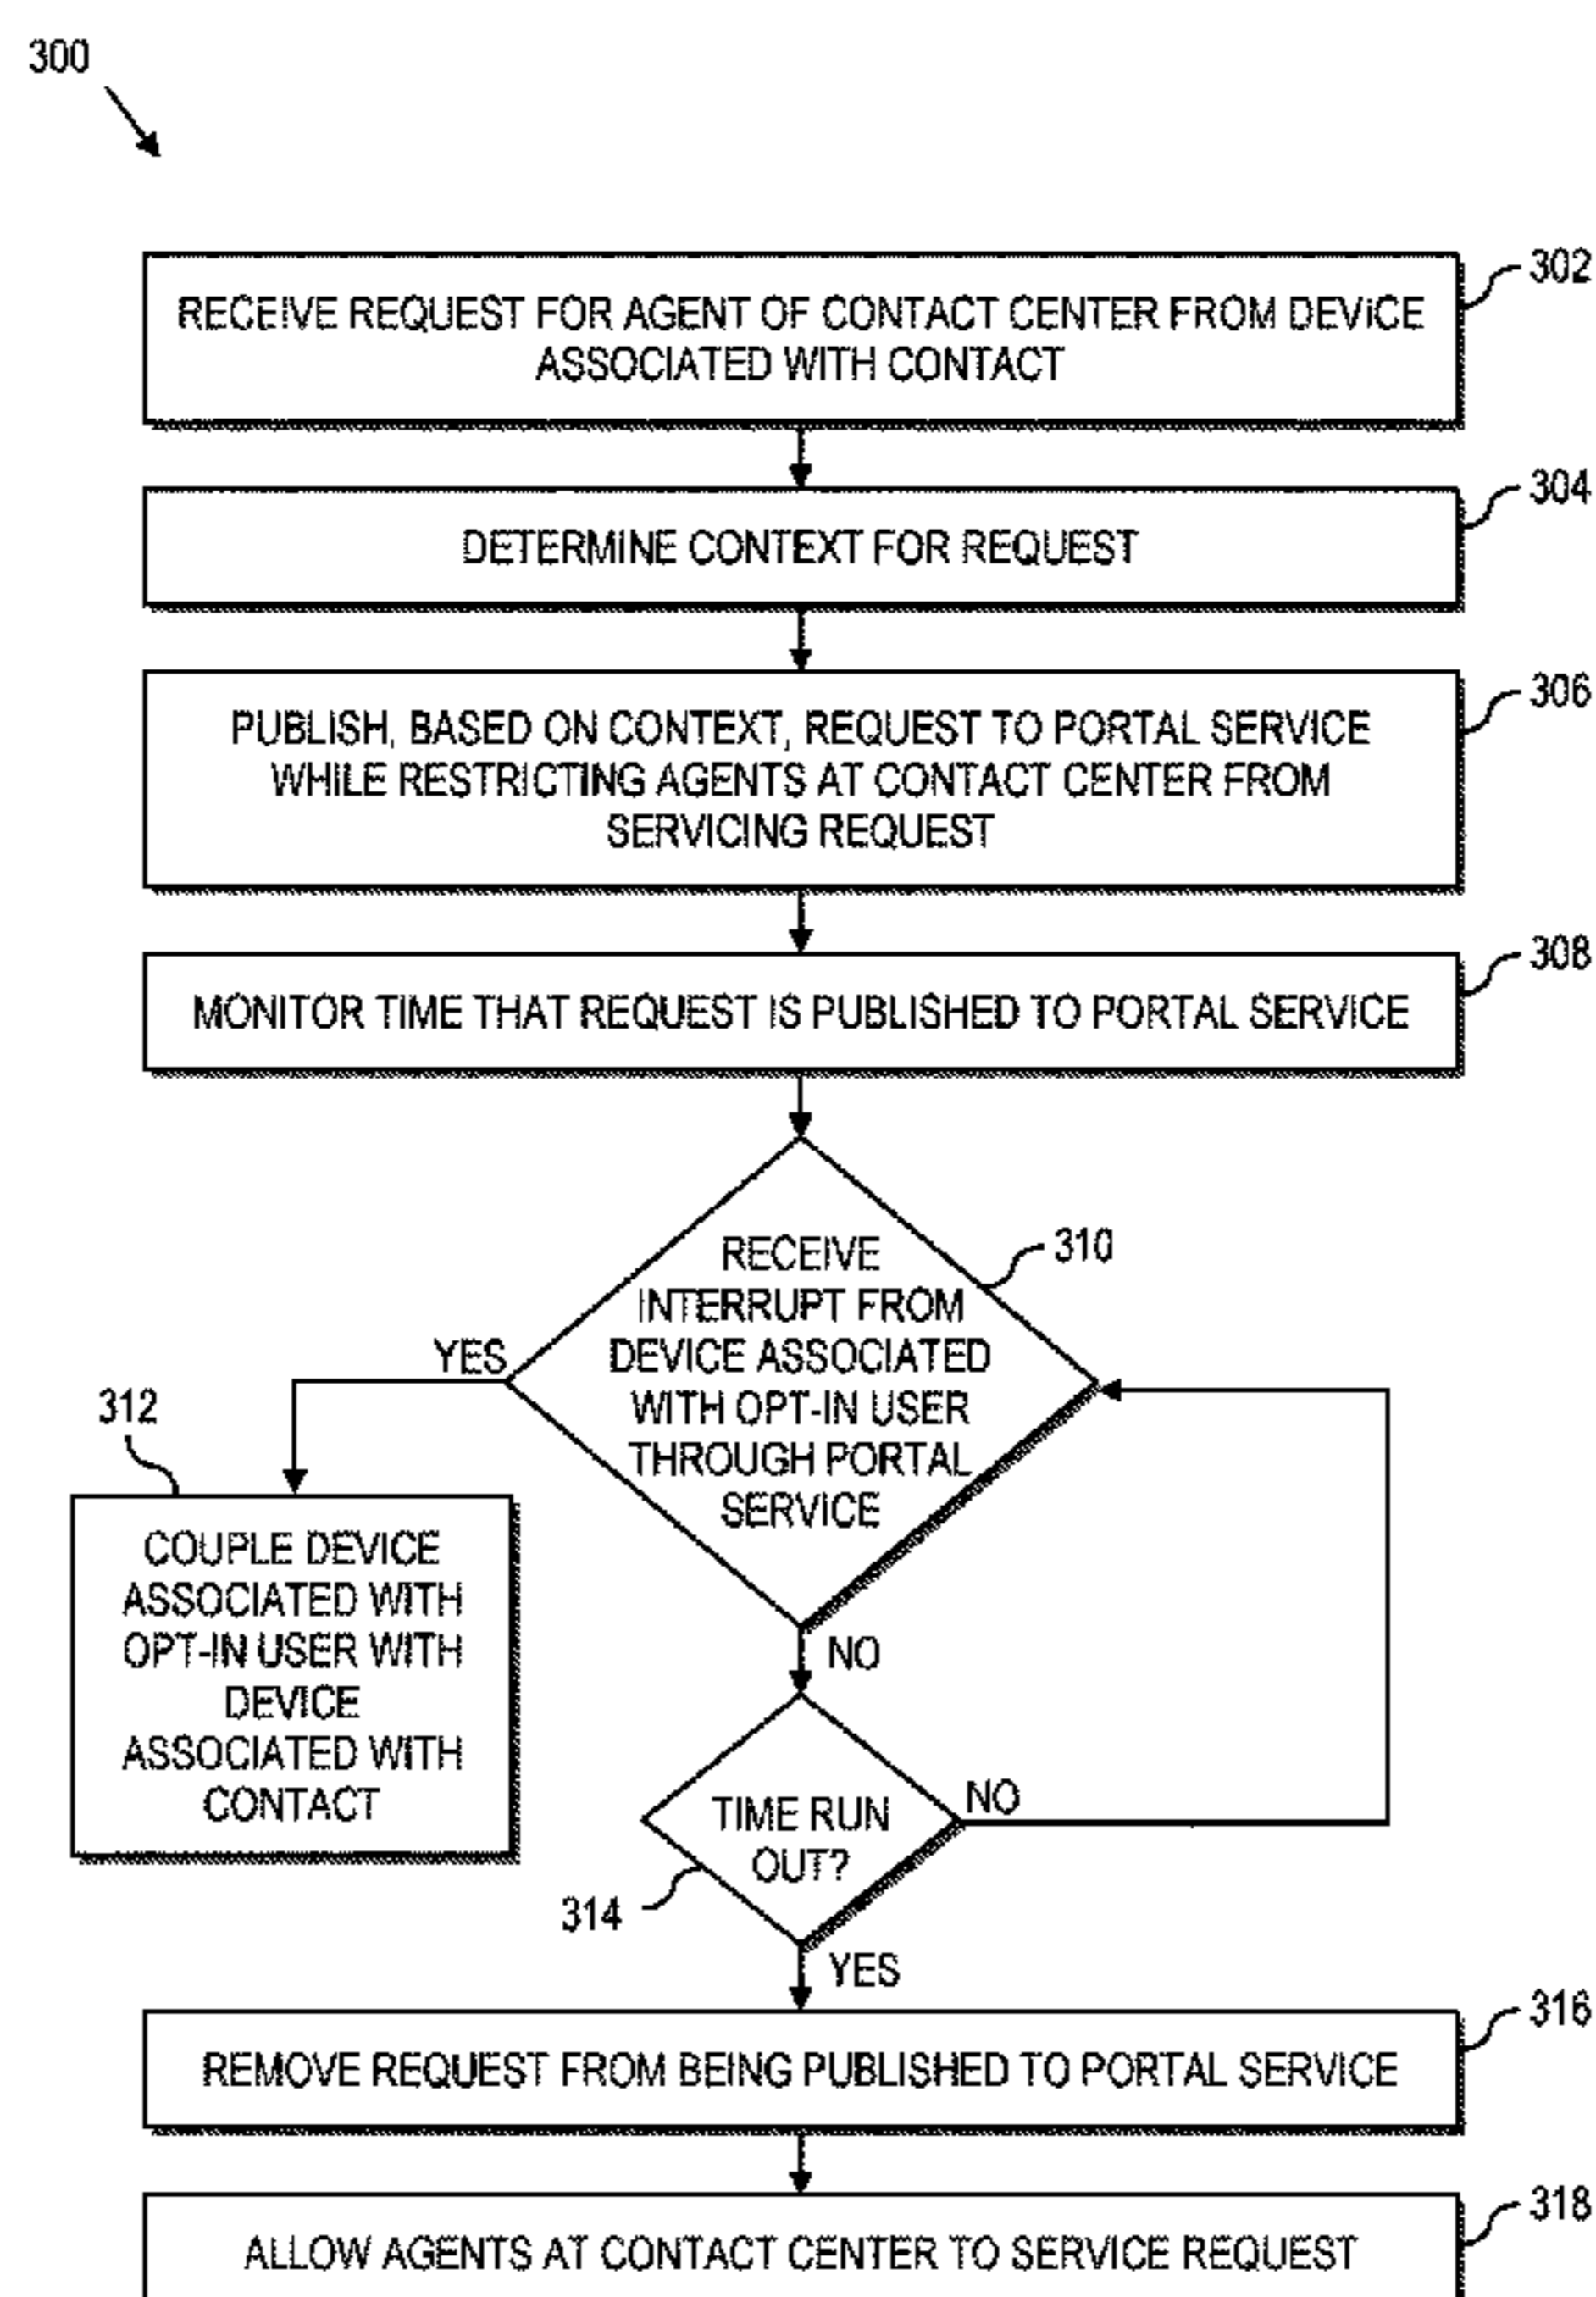 300
302
RECEIVE REQUEST FOR AGENT OF CONTACT CENTER FROM DEVICE
ASSOCIATED WITH CONTACT
304
DETERMINE CONTEXT FOR REQUEST
306
PUBLISH, BASED ON CONTEXT, REQUEST TO PORTAL SERVICE
WHILE RESTRICTING AGENTS AT CONTACT CENTER FROM
SERVICING REQUEST
308
MONITOR TIME THAT REQUEST IS PUBLISHED TO PORTAL SERVICE
310
RECEIVE
INTERRUPT FROM
DEVICE ASSOCIATED
WITH OPT-IN USER
THROUGH PORTAL
SERVICE
YES
312
COUPLE DEVICE
ASSOCIATED WITH
OPT-IN USER WITH
DEVICE
ASSOCIATED WITH
CONTACT
NO
TIME RUN
OUT?
NO
314
YES
316
REMOVE REQUEST FROM BEING PUBLISHED TO PORTAL SERVICE
318
ALLOW AGENTS AT CONTACT CENTER TO SERVICE REQUEST